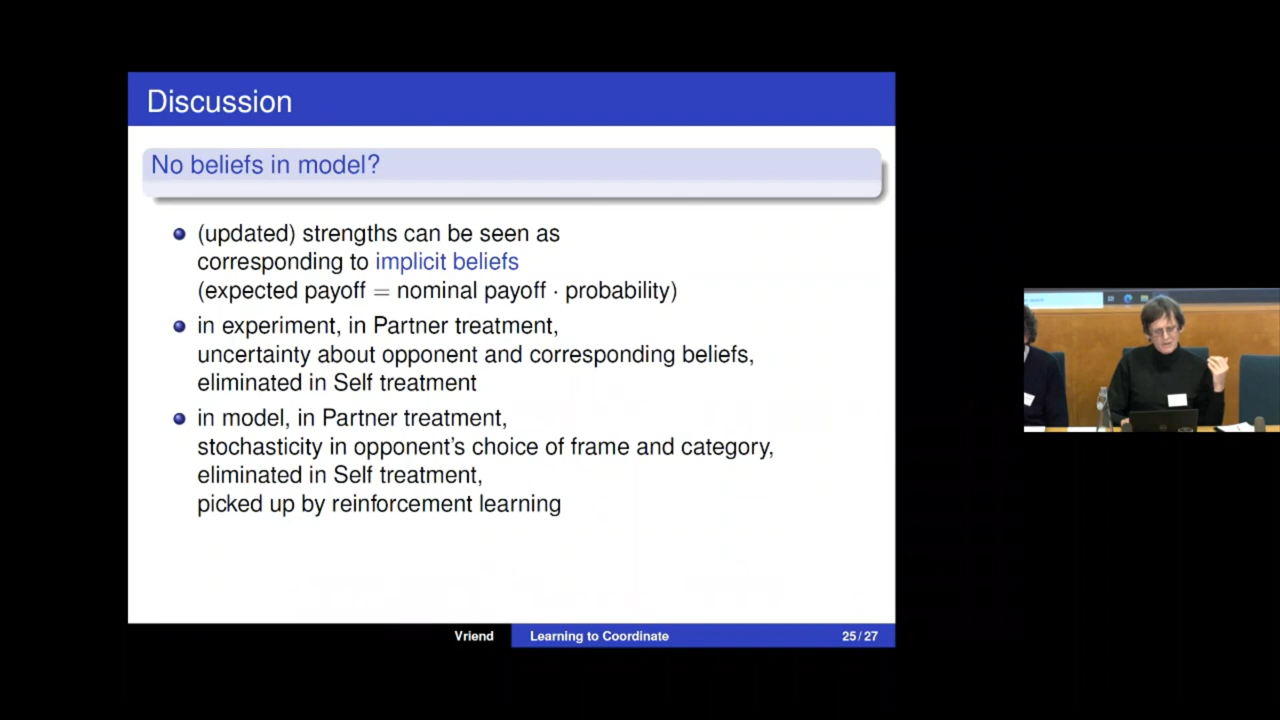 Discussion
No beliefs in model?
(updated) strengths can be seen as
corresponding to implicit beliefs
(expected payoff = nominal payoff · probability)
in experiment, in Partner treatment,
uncertainty about opponent and corresponding beliefs,
eliminated in Self treatment
in model, in Partner treatment,
stochasticity in opponent's choice of frame and category,
eliminated in Self treatment,
picked up by reinforcement learning
Vriend Learning to Coordinate 25/27